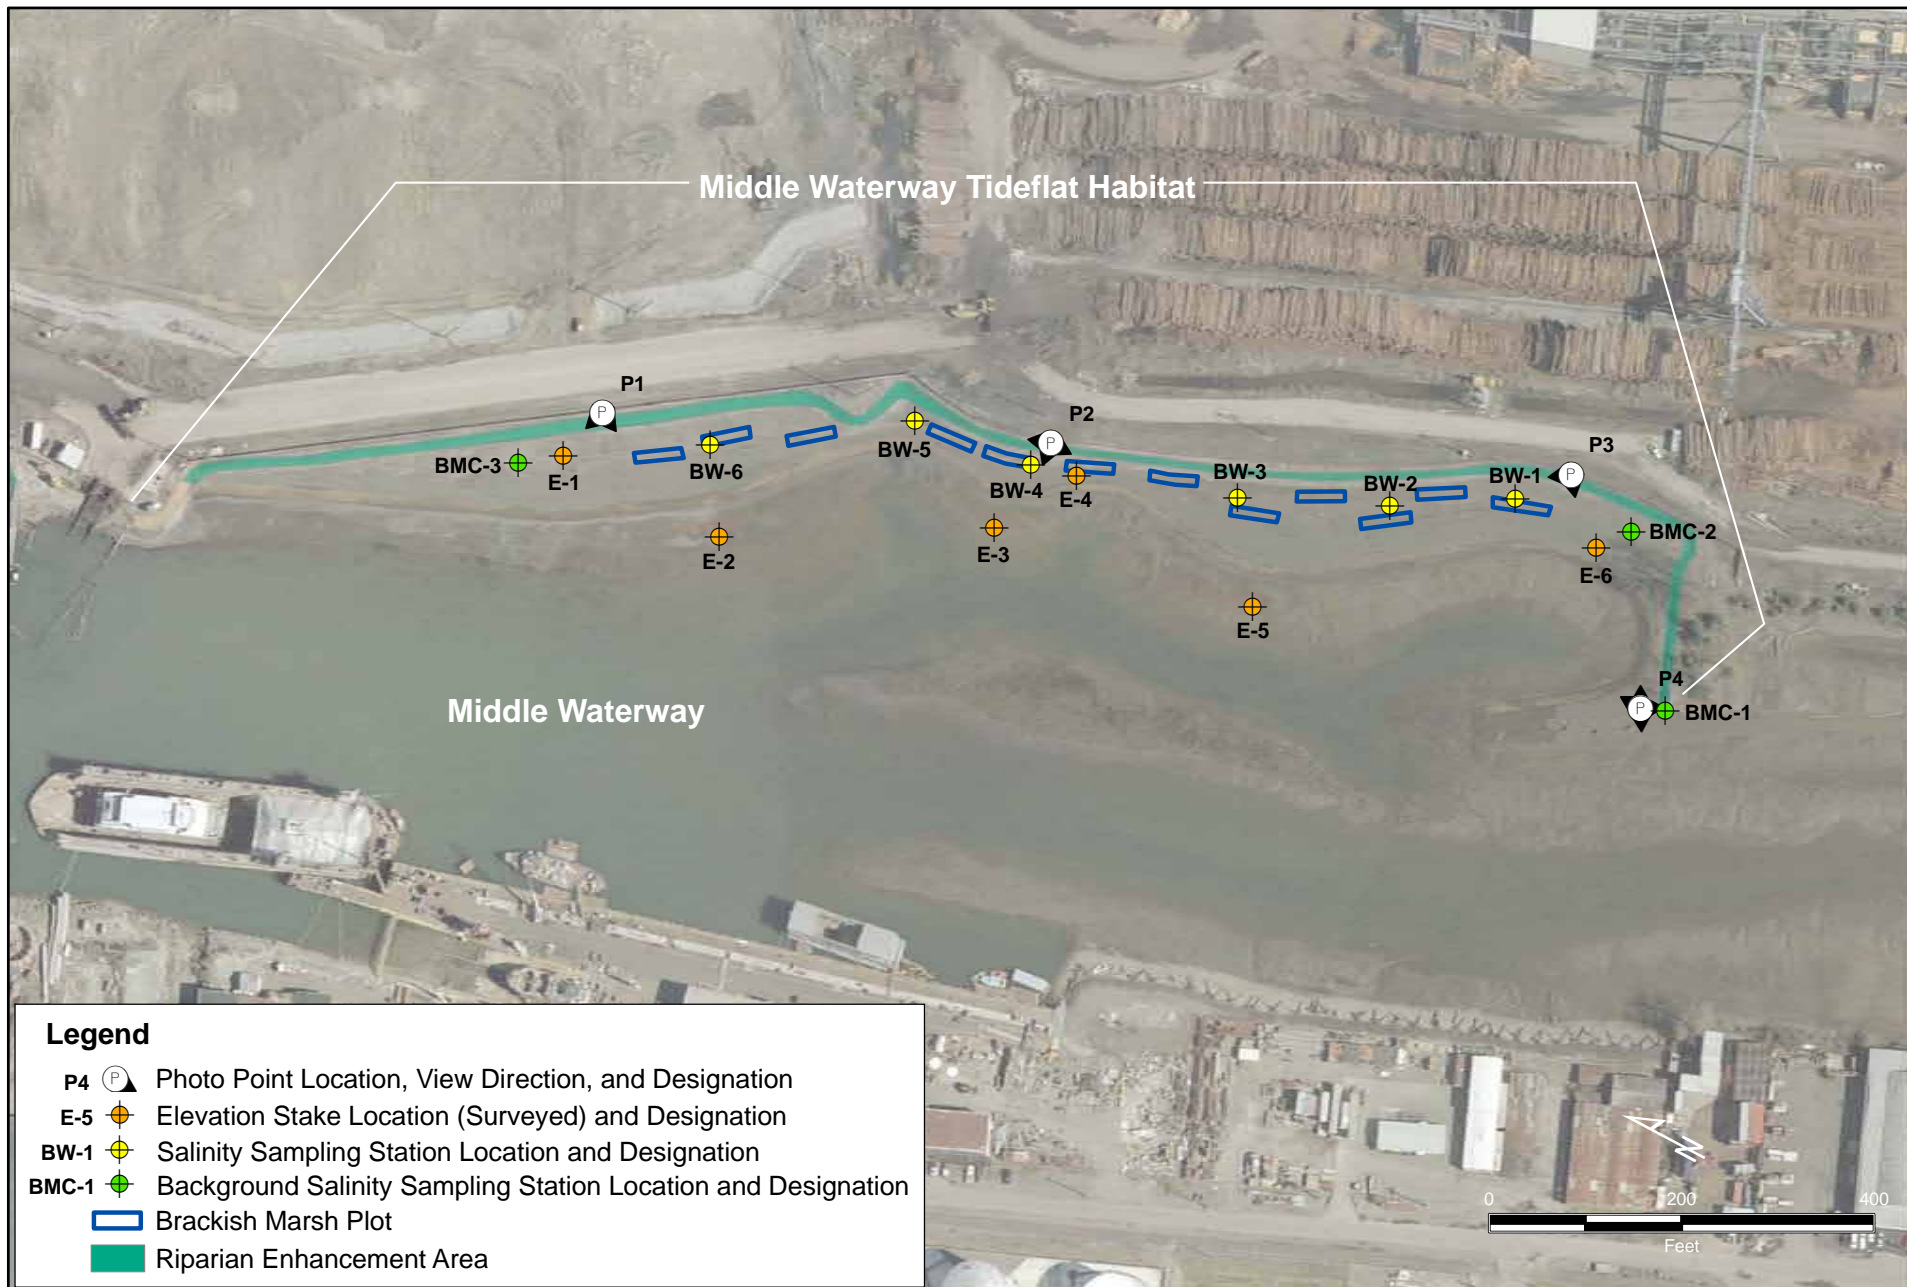 Middle Waterway Tideflat Habitat
P1
P2
P3
BW-5
BMC-3
E-1
BW-6
BW-4
E-4
BW-3
BW-2
BW-1
E-2
E-3
BMC-2
E-6
E-5
P
P
P
P4
P
BMC-1
Middle Waterway
Legend
P4 P Photo Point Location, View Direction, and Designation
E-5 Elevation Stake Location (Surveyed) and Designation
BW-1 Salinity Sampling Station Location and Designation
BMC-1 Background Salinity Sampling Station Location and Designation
Brackish Marsh Plot
Riparian Enhancement Area
N
0 200 400
Feet